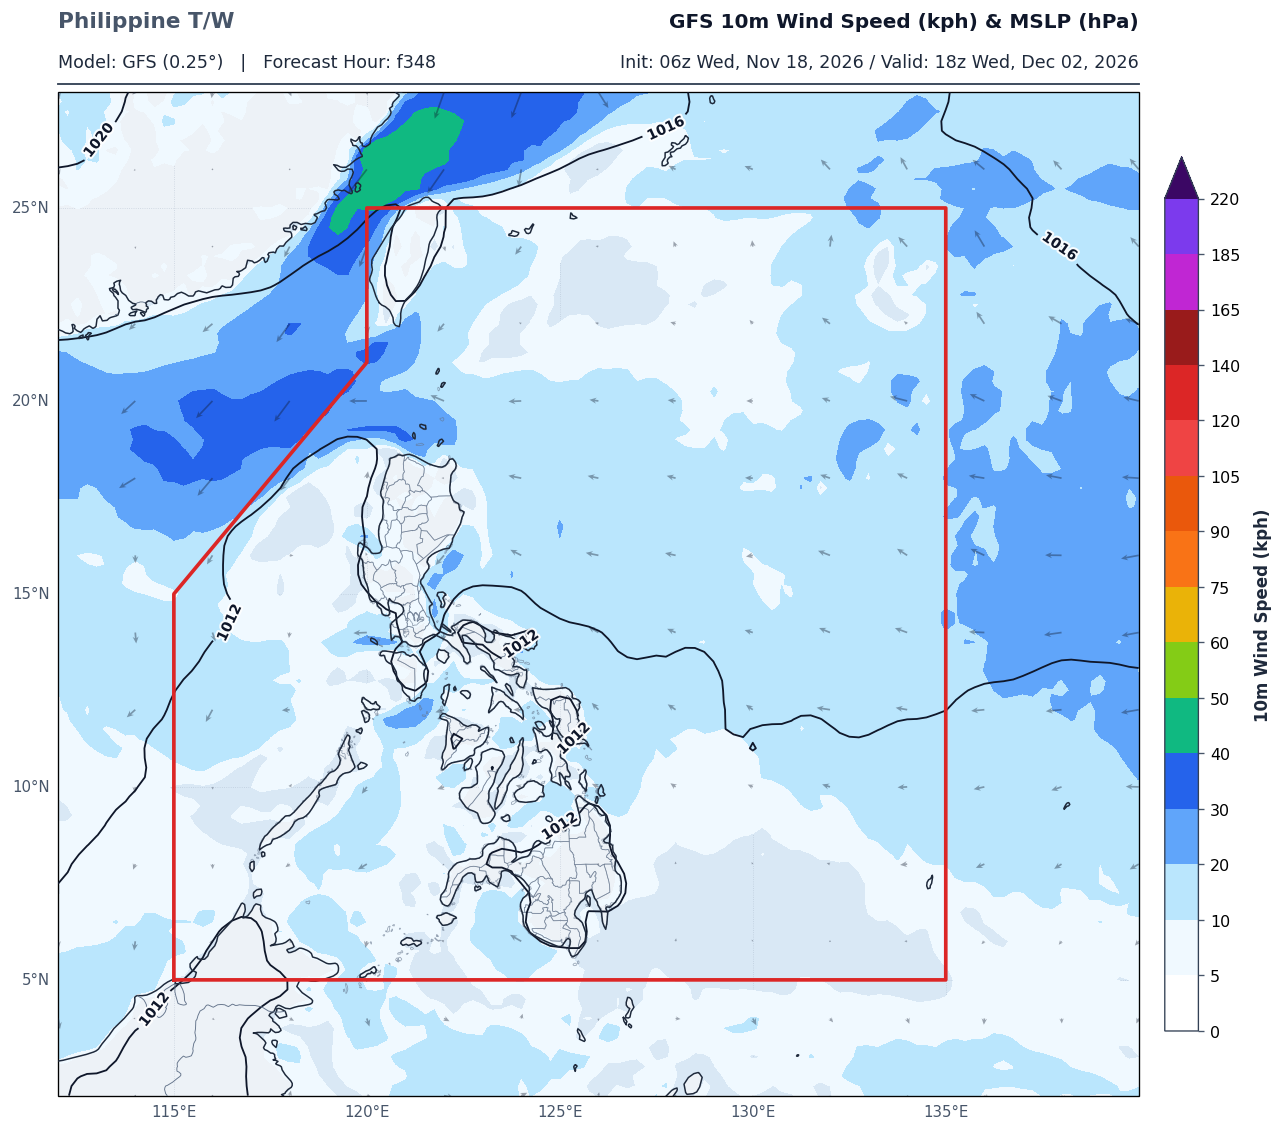 Philippine T/W
GFS 10m Wind Speed (kph) & MSLP (hPa)
Model: GFS (0.25°) | Forecast Hour: f348
Init: 06z Wed, Nov 18, 2026 / Valid: 18z Wed, Dec 02, 2026
1020
1016
1016
1012
1012
1012
1012
1012
25°N
20°N
15°N
10°N
5°N
115°E
120°E
125°E
130°E
135°E
220
185
165
140
120
105
90
75
60
50
40
30
20
10
5
0
10m Wind Speed (kph)